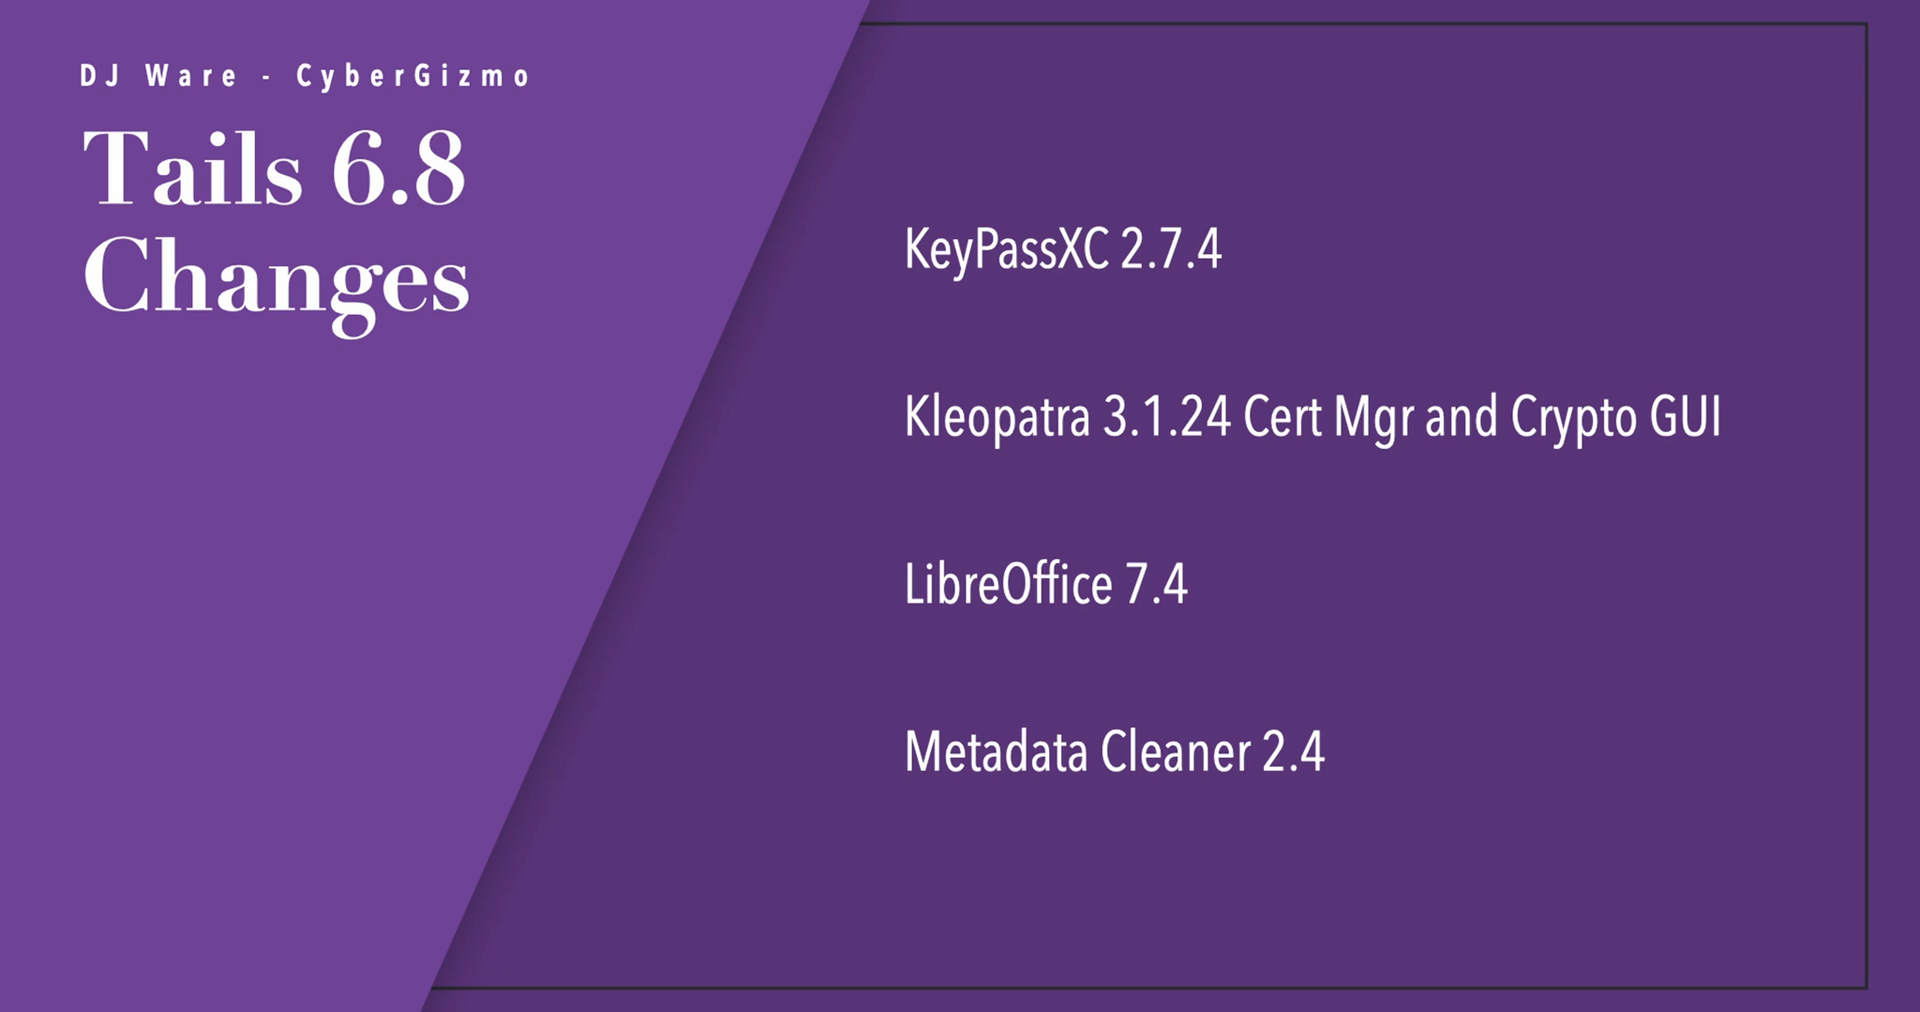 DJ Ware - CyberGizmo
Tails 6.8
Changes
KeyPassXC 2.7.4
Kleopatra 3.1.24 Cert Mgr and Crypto GUI
LibreOffice 7.4
Metadata Cleaner 2.4